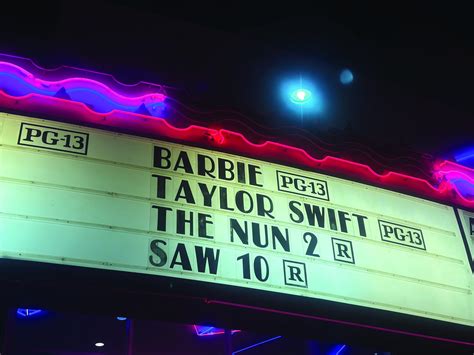 PG-13
BARBIE PG-13
TAYLOR SWIFT PG-13
THE NUN 2 R
SAW 10 R